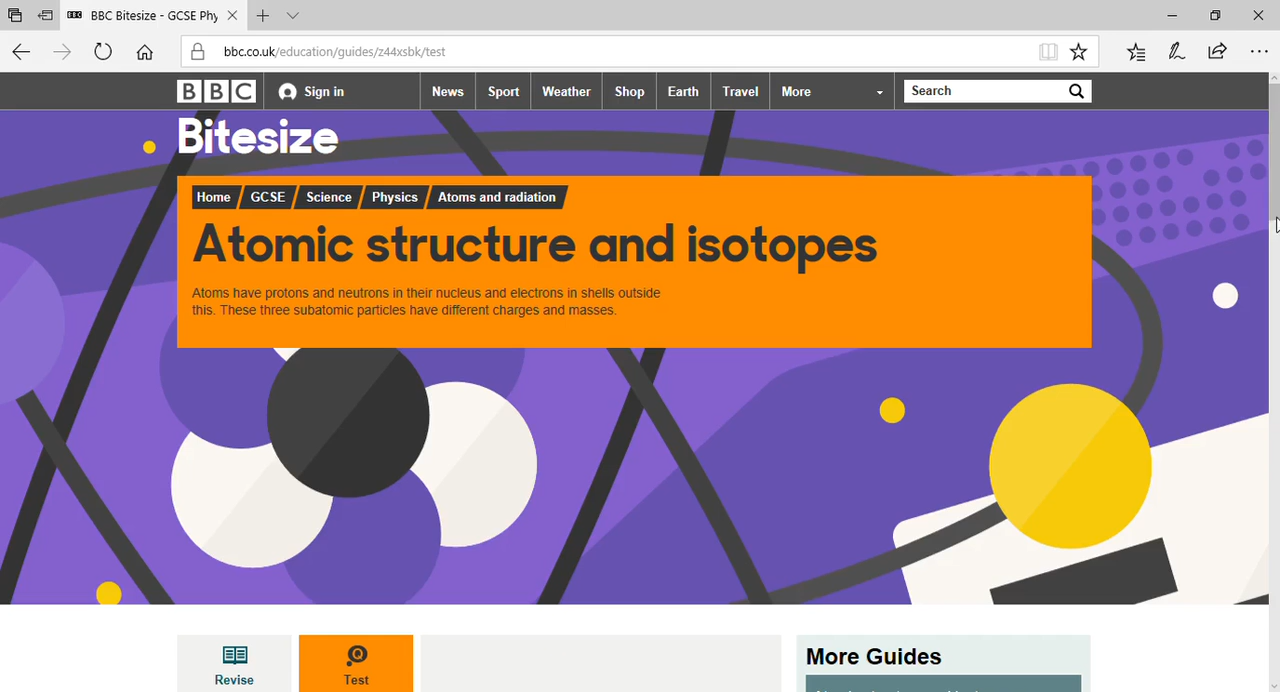 BBC Bitesize - GCSE Phy
bbc.co.uk/education/guides/z44xsbk/test
BBC
Sign in
News
Sport
Weather
Shop
Earth
Travel
More
Search
Bitesize
Home
GCSE
Science
Physics
Atoms and radiation
Atomic structure and isotopes
Atoms have protons and neutrons in their nucleus and electrons in shells outside
this. These three subatomic particles have different charges and masses.
Revise
Test
More Guides